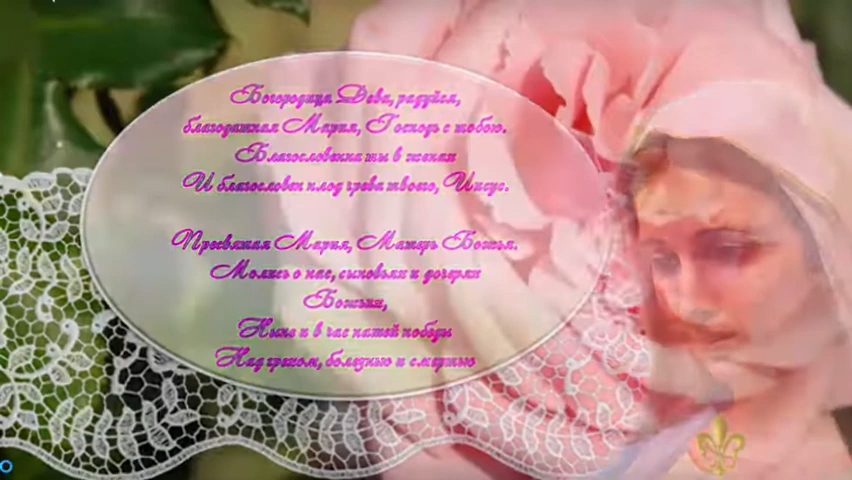 Богородица Дева, радуйся,
благодатная Мария, Господь с тобою.
Благословенна ты в женах
И благословен плод чрева твоего, Иисус.
Пресвятая Мария, Матерь Божья.
Молись о нас, сыновьях и дочерях
Божьих,
Ныне и в час нашей победы
Над грехом, болезнью и смертью